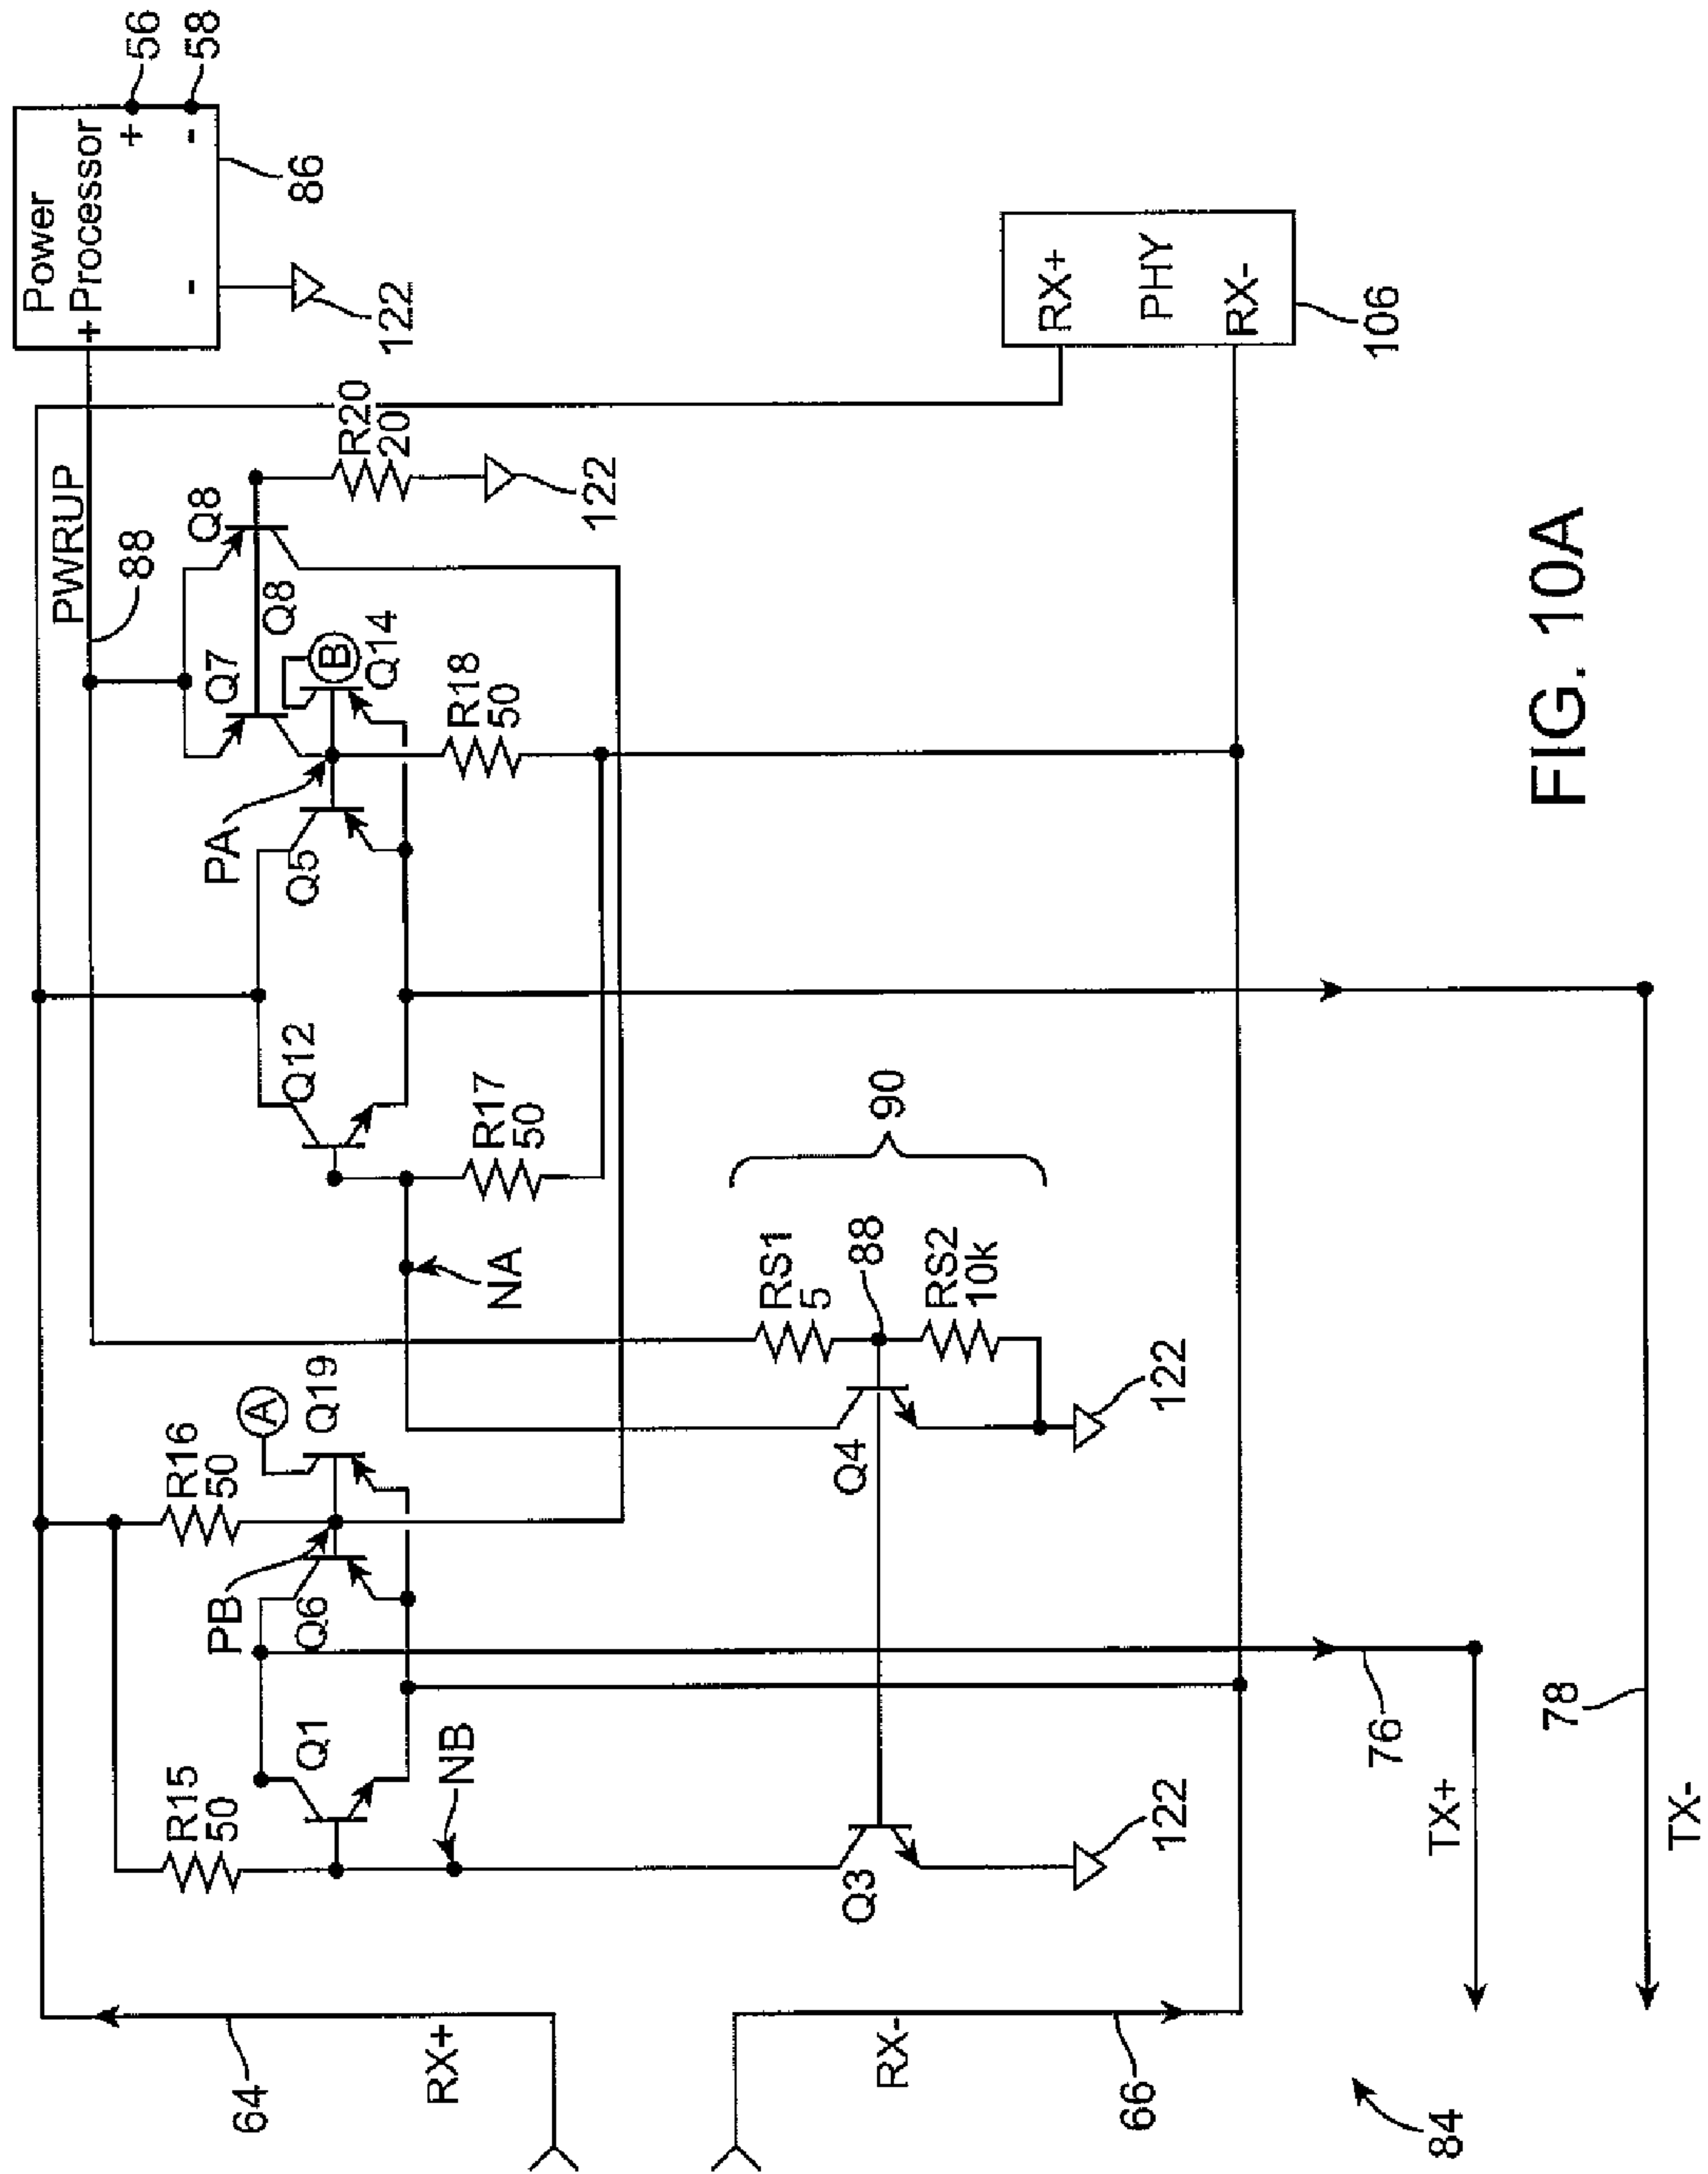 64
RX+
RX-
66
84
R15
50
Q1
NB
Q3
122
76
TX+
78
TX-
PB
Q6
R16
50
A
Q19
Q4
122
NA
RS1
5
88
RS2
10k
90
R17
50
Q12
PA
Q5
Q7
Q8
B
Q14
R18
50
PWRUP
88
Q8
R20
20
122
Power
+ Processor
+
-
-
56
58
86
122
RX+
PHY
RX-
106
FIG. 10A